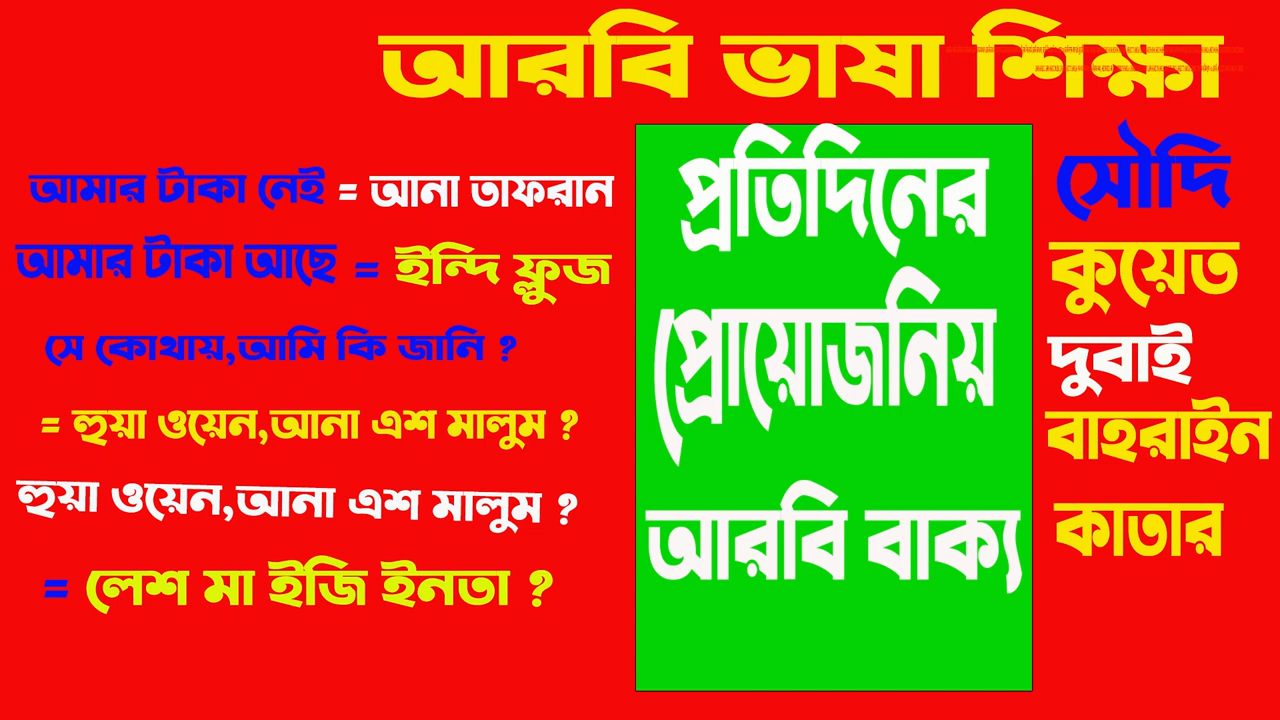 আরবি ভাষা শিক্ষা
আমার টাকা নেই = আনা তাফরান
আমার টাকা আছে = ইন্দি ফ্লুজ
সে কোথায়,আমি কি জানি ?
= হুয়া ওয়েন,আনা এশ মালুম ?
হুয়া ওয়েন,আনা এশ মালুম ?
= লেশ মা ইজি ইনতা ?
প্রতিদিনের
প্রোয়োজনিয়
আরবি বাক্য
সৌদি
কুয়েত
দুবাই
বাহরাইন
কাতার